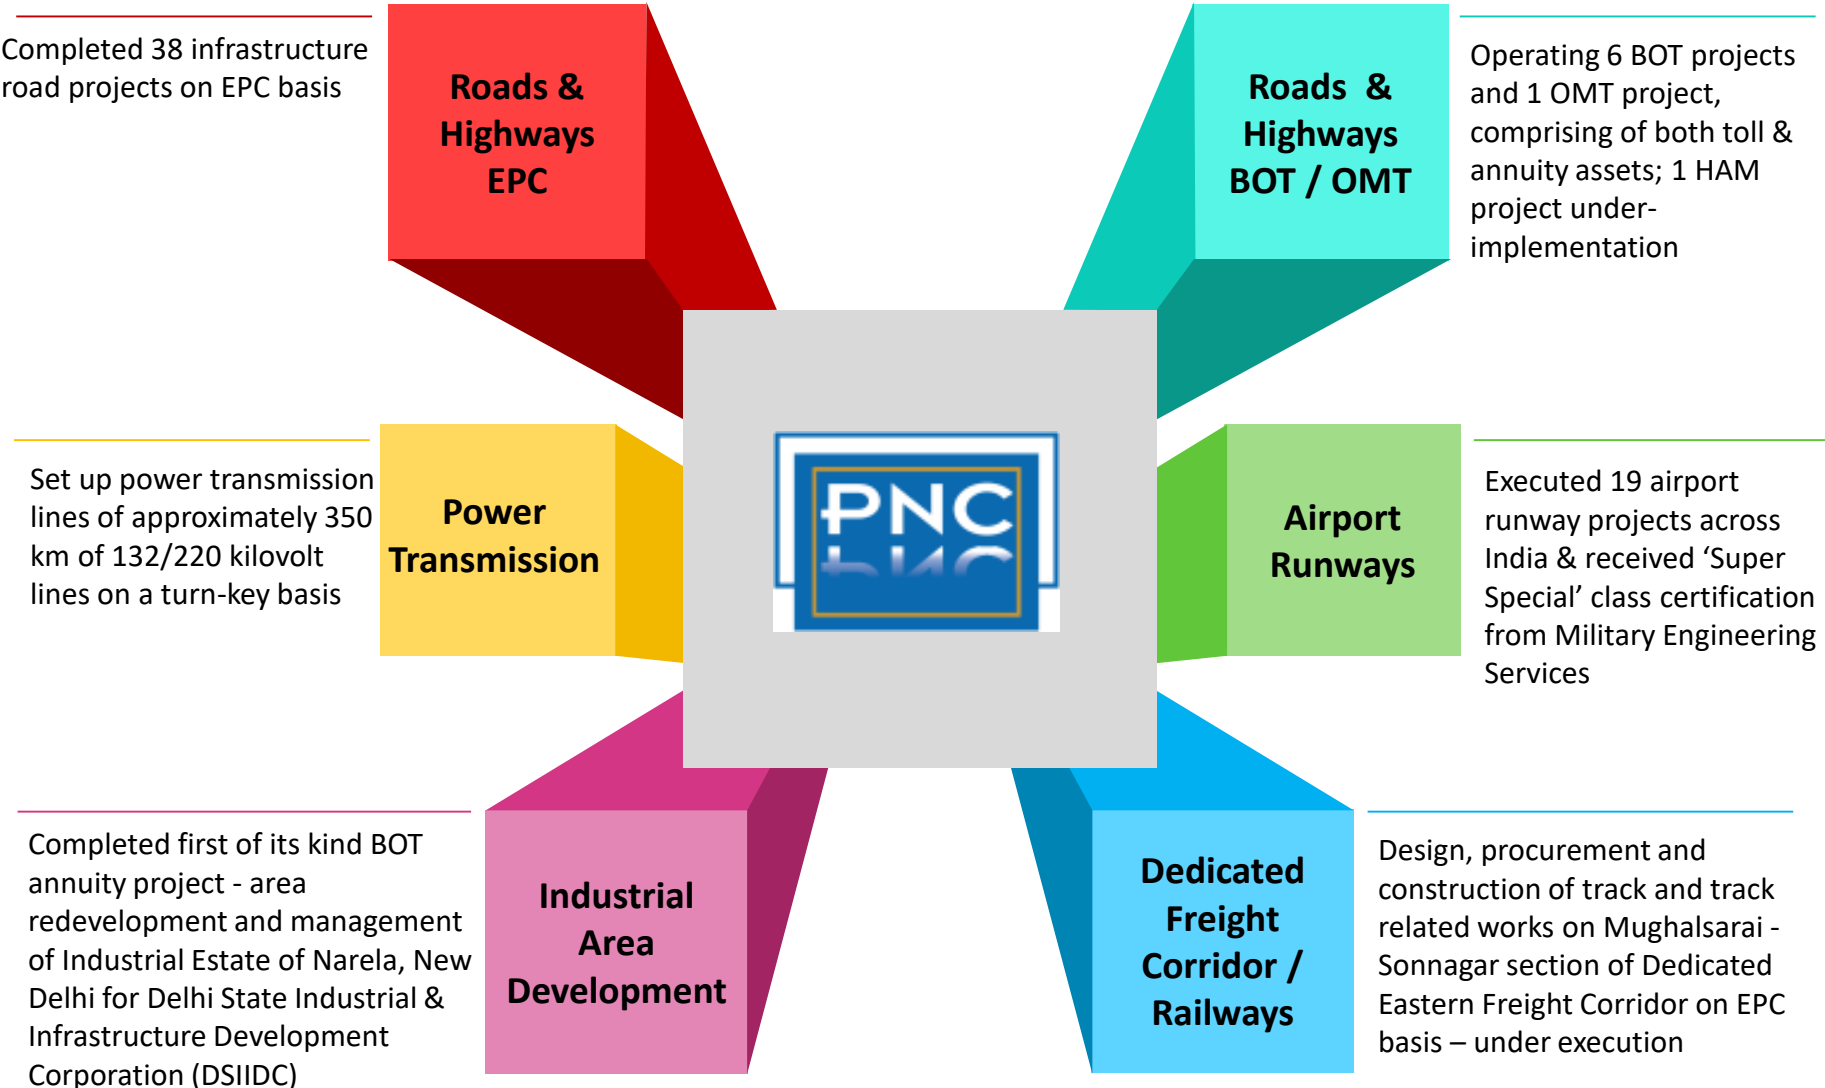 Completed 38 infrastructure
road projects on EPC basis
Roads &
Highways
EPC
Roads &
Highways
BOT / OMT
Operating 6 BOT projects
and 1 OMT project,
comprising of both toll &
annuity assets; 1 HAM
project under-
implementation
Set up power transmission
lines of approximately 350
km of 132/220 kilovolt
lines on a turn-key basis
Power
Transmission
PNC
Airport
Runways
Executed 19 airport
runway projects across
India & received ‘Super
Special’ class certification
from Military Engineering
Services
Completed first of its kind BOT
annuity project - area
redevelopment and management
of Industrial Estate of Narela, New
Delhi for Delhi State Industrial &
Infrastructure Development
Corporation (DSIIDC)
Industrial
Area
Development
Dedicated
Freight
Corridor /
Railways
Design, procurement and
construction of track and track
related works on Mughalsarai -
Sonnagar section of Dedicated
Eastern Freight Corridor on EPC
basis – under execution